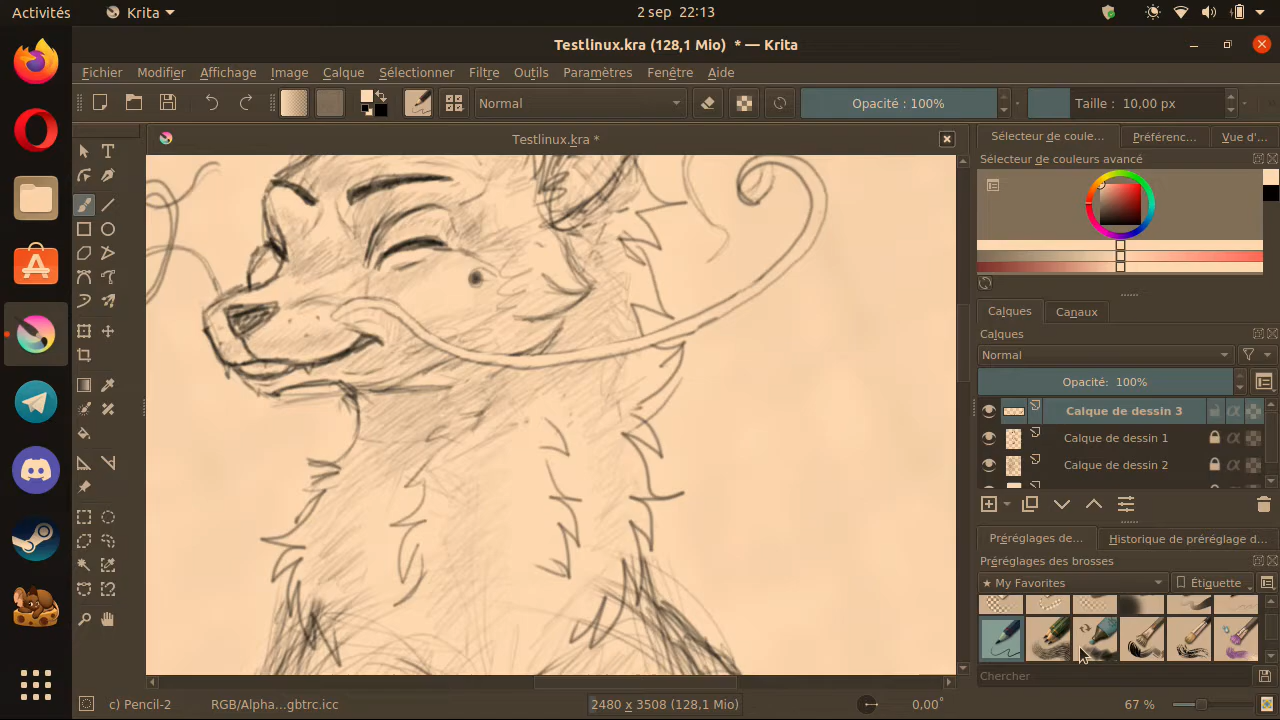 Activités
Krita
2 sep 22:13
Testlinux.kra (128,1 Mio) * — Krita
Fichier Modifier Affichage Image Calque Sélectionner Filtre Outils Paramètres Fenêtre Aide
Normal
Opacité : 100%
Taille : 10,00 px
Testlinux.kra *
Sélecteur de coule...
Préférenc...
Vue d'...
Sélecteur de couleurs avancé
Calques
Canaux
Calques
Normal
Opacité: 100%
Calque de dessin 3
Calque de dessin 1
Calque de dessin 2
Préréglages de...
Historique de préréglage d...
Préréglages des brosses
★ My Favorites
Étiquette
Chercher
c) Pencil-2
RGB/Alpha...gbtrc.icc
2480 x 3508 (128,1 Mio)
0,00°
67 %